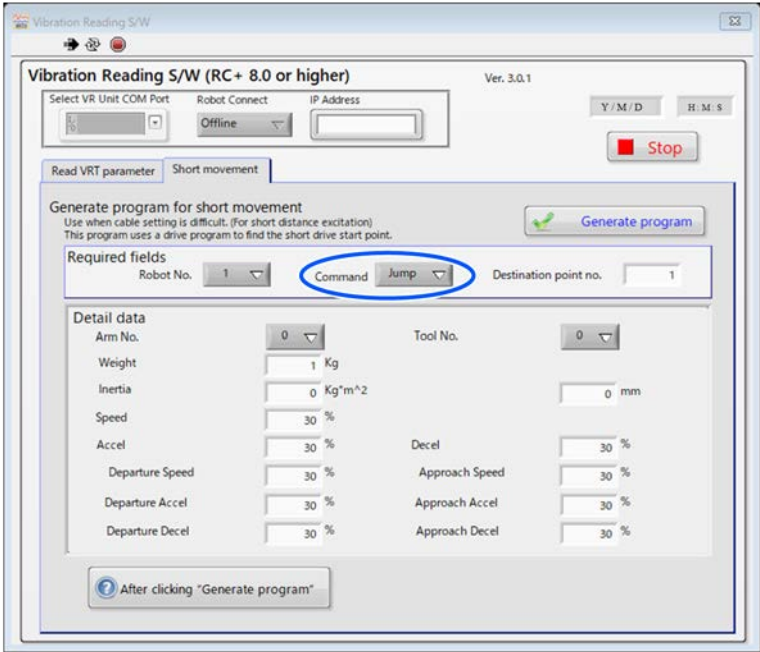 Vibration Reading S/W
Vibration Reading S/W (RC+ 8.0 or higher) Ver. 3.0.1
Select VR Unit COM Port Robot Connect IP Address
Offline
Y/M/D H:M:S
Stop
Read VRT parameter Short movement
Generate program for short movement
Use when cable setting is difficult. (For short distance excitation)
This program uses a drive program to find the short drive start point.
Generate program
Required fields
Robot No. 1 Command Jump Destination point no. 1
Detail data
Arm No. 0 Tool No. 0
Weight 1 Kg
Inertia 0 Kg*m^2 0 mm
Speed 30 %
Accel 30 % Decel 30 %
Departure Speed 30 % Approach Speed 30 %
Departure Accel 30 % Approach Accel 30 %
Departure Decel 30 % Approach Decel 30 %
After clicking "Generate program"